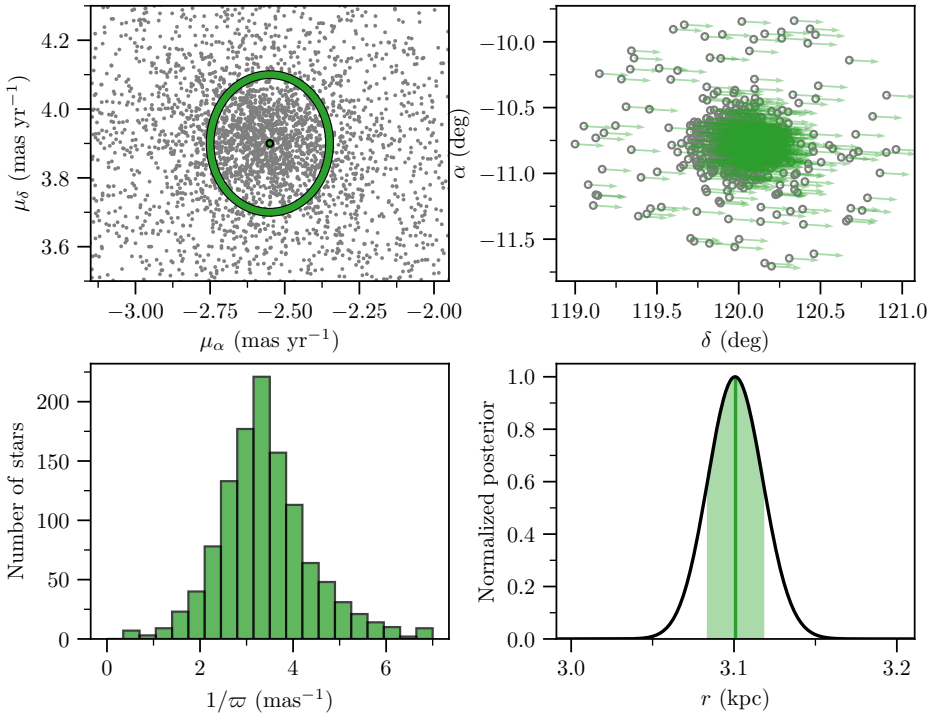 4.2
4.0
3.8
3.6
μδ (mas yr⁻¹)
−3.00 −2.75 −2.50 −2.25 −2.00
μα (mas yr⁻¹)
−10.0
−10.5
−11.0
−11.5
α (deg)
119.0 119.5 120.0 120.5 121.0
δ (deg)
200
150
100
50
0
Number of stars
0 2 4 6
1/ϖ (mas⁻¹)
1.0
0.8
0.6
0.4
0.2
0.0
Normalized posterior
3.0 3.1 3.2
r (kpc)